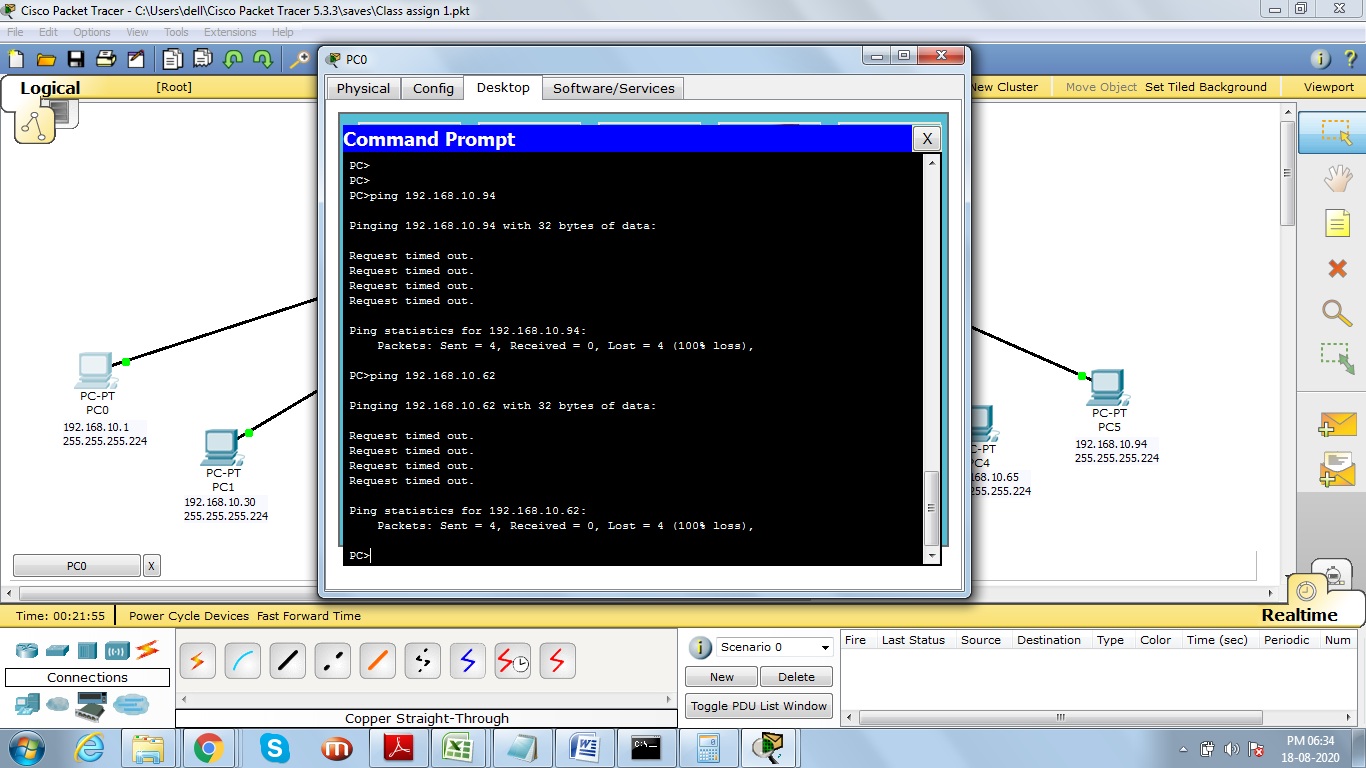 Cisco Packet Tracer - C:\Users\dell\Cisco Packet Tracer 5.3.3\saves\Class assign 1.pkt
File Edit Options View Tools Extensions Help
Logical
[Root]
New Cluster
Move Object
Set Tiled Background
Viewport
PC0
Physical
Config
Desktop
Software/Services
Command Prompt
X
PC>
PC>
PC>ping 192.168.10.94
Pinging 192.168.10.94 with 32 bytes of data:
Request timed out.
Request timed out.
Request timed out.
Request timed out.
Ping statistics for 192.168.10.94:
Packets: Sent = 4, Received = 0, Lost = 4 (100% loss),
PC>ping 192.168.10.62
Pinging 192.168.10.62 with 32 bytes of data:
Request timed out.
Request timed out.
Request timed out.
Request timed out.
Ping statistics for 192.168.10.62:
Packets: Sent = 4, Received = 0, Lost = 4 (100% loss),
PC>
PC-PT
PC0
192.168.10.1
255.255.255.224
PC-PT
PC1
192.168.10.30
255.255.255.224
C-PT
PC4
68.10.65
255.255.224
PC-PT
PC5
192.168.10.94
255.255.255.224
PC0
X
Time: 00:21:55
Power Cycle Devices Fast Forward Time
Realtime
Connections
Copper Straight-Through
Scenario 0
New
Delete
Toggle PDU List Window
Fire Last Status Source Destination Type Color Time (sec) Periodic Num
PM 06:34
18-08-2020